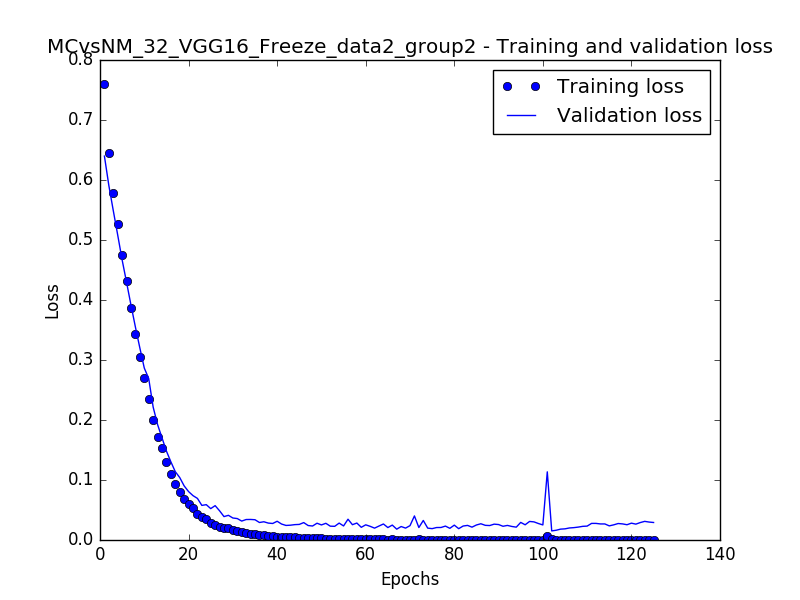 MCvsNM_32_VGG16_Freeze_data2_group2 - Training and validation loss
Training loss
Validation loss
0.8
0.7
0.6
0.5
0.4
0.3
0.2
0.1
0.0
Loss
0 20 40 60 80 100 120 140
Epochs